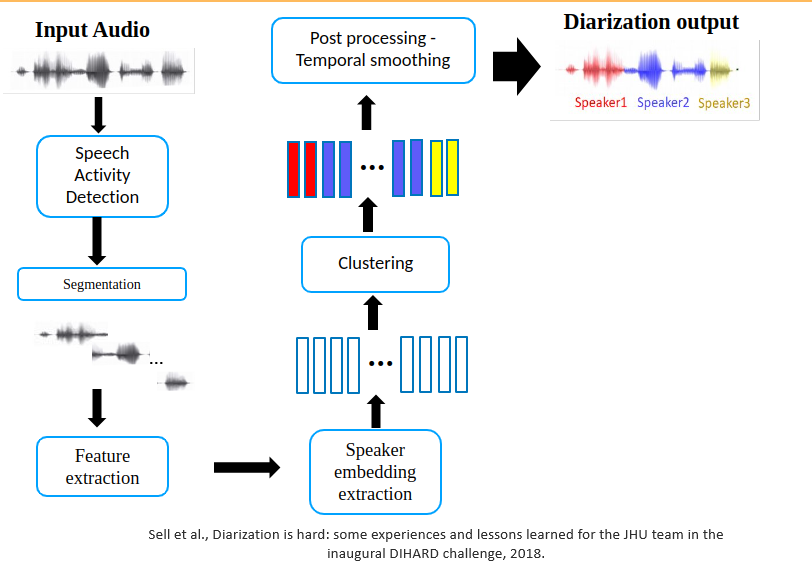 Input Audio
Speech
Activity
Detection
Segmentation
...
Feature
extraction
Speaker
embedding
extraction
...
Clustering
...
Post processing -
Temporal smoothing
Diarization output
Speaker1 Speaker2 Speaker3
Sell et al., Diarization is hard: some experiences and lessons learned for the JHU team in the
inaugural DIHARD challenge, 2018.